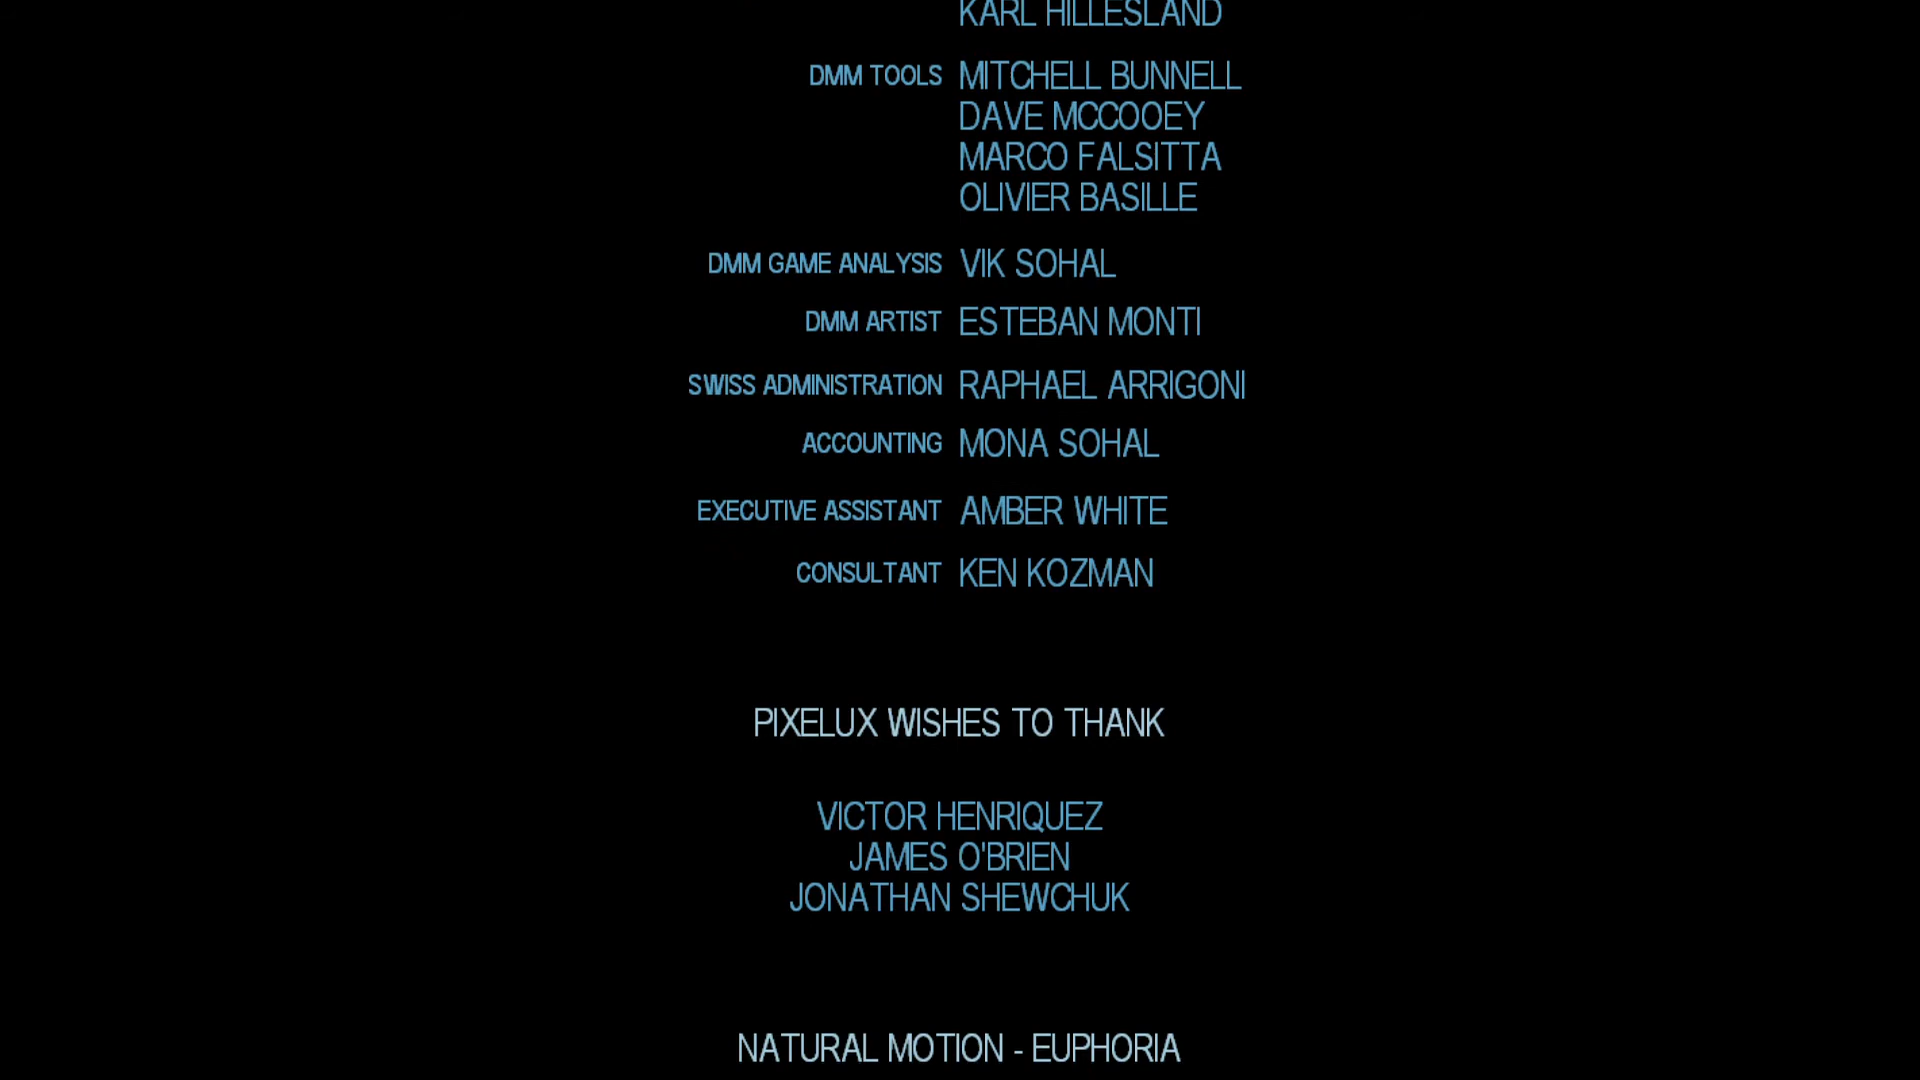 KARL HILLESLAND
DMM TOOLS MITCHELL BUNNELL
DAVE MCCOOEY
MARCO FALSITTA
OLIVIER BASILLE
DMM GAME ANALYSIS VIK SOHAL
DMM ARTIST ESTEBAN MONTI
SWISS ADMINISTRATION RAPHAEL ARRIGONI
ACCOUNTING MONA SOHAL
EXECUTIVE ASSISTANT AMBER WHITE
CONSULTANT KEN KOZMAN
PIXELUX WISHES TO THANK
VICTOR HENRIQUEZ
JAMES O'BRIEN
JONATHAN SHEWCHUK
NATURAL MOTION - EUPHORIA